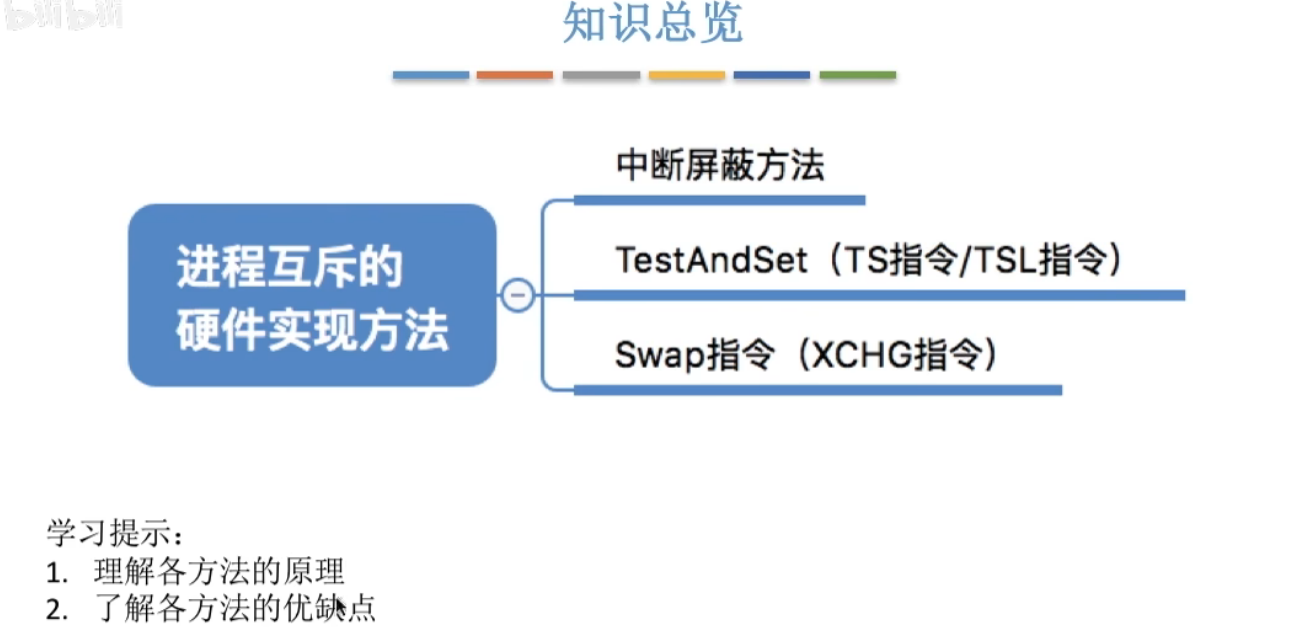 bilibili
知识总览
进程互斥的
硬件实现方法
中断屏蔽方法
TestAndSet（TS指令/TSL指令）
Swap指令（XCHG指令）
学习提示：
1. 理解各方法的原理
2. 了解各方法的优缺点